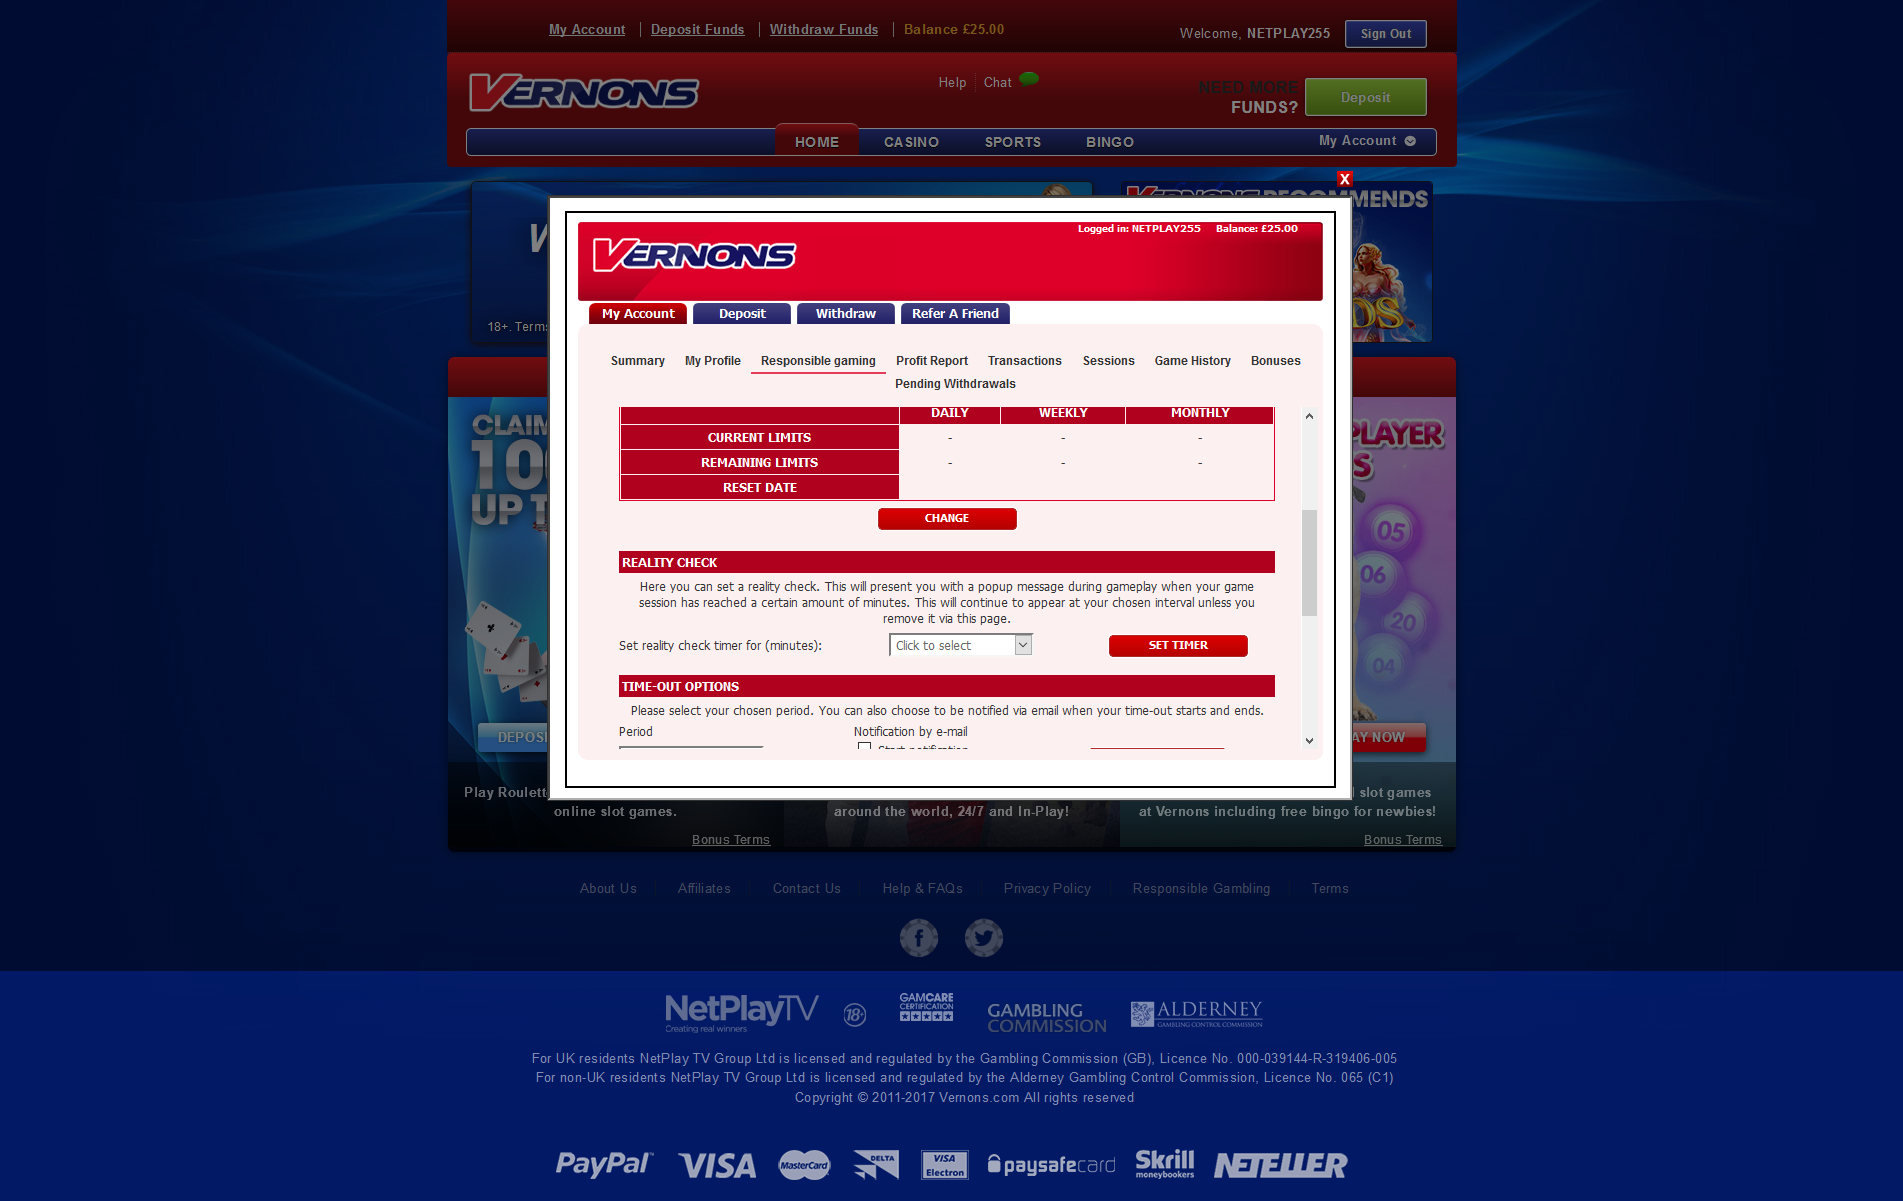 My Account | Deposit Funds | Withdraw Funds | Balance £25.00
Welcome, NETPLAY255 Sign Out
VERNONS
Help Chat
NEED MORE
FUNDS?
Deposit
HOME CASINO SPORTS BINGO My Account
X
18+. Terms
VERNONS RECOMMENDS
VERNONS
Logged in: NETPLAY255 Balance: £25.00
My Account Deposit Withdraw Refer A Friend
Summary My Profile Responsible gaming Profit Report Transactions Sessions Game History Bonuses
Pending Withdrawals
DAILY WEEKLY MONTHLY
CURRENT LIMITS - - -
REMAINING LIMITS - - -
RESET DATE
CHANGE
REALITY CHECK
Here you can set a reality check. This will present you with a popup message during gameplay when your game
session has reached a certain amount of minutes. This will continue to appear at your chosen interval unless you
remove it via this page.
Set reality check timer for (minutes): Click to select SET TIMER
TIME-OUT OPTIONS
Please select your chosen period. You can also choose to be notified via email when your time-out starts and ends.
Period Notification by e-mail
Start notification
CLAIM
100
UP T
PLAYER
05
06
20
04
DEPOS
AY NOW
Play Roulett
online slot games.
Bonus Terms
around the world, 24/7 and In-Play!
slot games
at Vernons including free bingo for newbies!
Bonus Terms
About Us Affiliates Contact Us Help & FAQs Privacy Policy Responsible Gambling Terms
NetPlayTV
Creating real winners
18+
GAMCARE
CERTIFICATION
GAMBLING
COMMISSION
ALDERNEY
GAMBLING CONTROL COMMISSION
For UK residents NetPlay TV Group Ltd is licensed and regulated by the Gambling Commission (GB), Licence No. 000-039144-R-319406-005
For non-UK residents NetPlay TV Group Ltd is licensed and regulated by the Alderney Gambling Control Commission, Licence No. 065 (C1)
Copyright © 2011-2017 Vernons.com All rights reserved
PayPal VISA MasterCard DELTA VISA Electron paysafecard Skrill moneybookers NETELLER